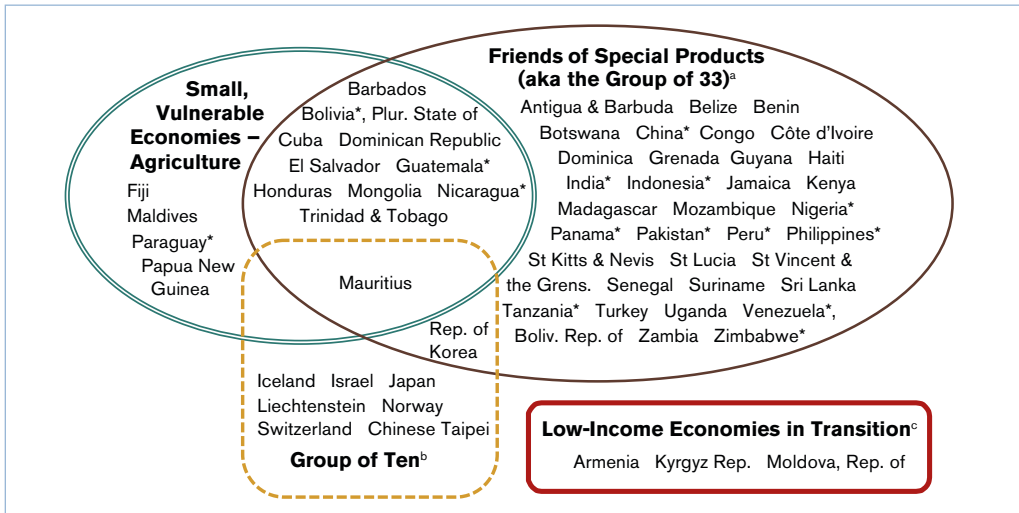 Small,
Vulnerable
Economies –
Agriculture
Fiji
Maldives
Paraguay*
Papua New
Guinea
Barbados
Bolivia*, Plur. State of
Cuba Dominican Republic
El Salvador Guatemala*
Honduras Mongolia Nicaragua*
Trinidad & Tobago
Mauritius
Rep. of
Korea
Friends of Special Products
(aka the Group of 33)ᵃ
Antigua & Barbuda Belize Benin
Botswana China* Congo Côte d’Ivoire
Dominica Grenada Guyana Haiti
India* Indonesia* Jamaica Kenya
Madagascar Mozambique Nigeria*
Panama* Pakistan* Peru* Philippines*
St Kitts & Nevis St Lucia St Vincent &
the Grens. Senegal Suriname Sri Lanka
Tanzania* Turkey Uganda Venezuela*,
Boliv. Rep. of Zambia Zimbabwe*
Iceland Israel Japan
Liechtenstein Norway
Switzerland Chinese Taipei
Group of Tenᵇ
Low-Income Economies in Transitionᶜ
Armenia Kyrgyz Rep. Moldova, Rep. of